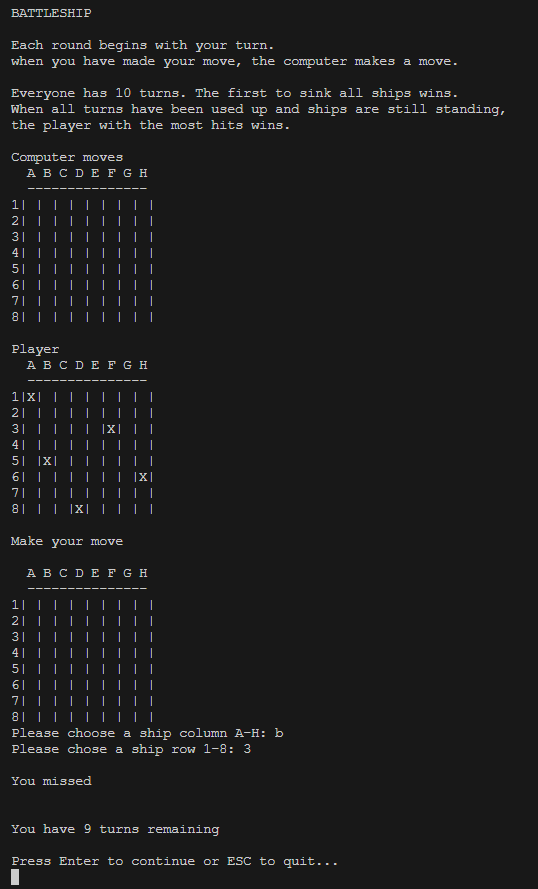 BATTLESHIP
Each round begins with your turn.
when you have made your move, the computer makes a move.
Everyone has 10 turns. The first to sink all ships wins.
When all turns have been used up and ships are still standing,
the player with the most hits wins.
Computer moves
  A B C D E F G H
  ---------------
1| | | | | | | | |
2| | | | | | | | |
3| | | | | | | | |
4| | | | | | | | |
5| | | | | | | | |
6| | | | | | | | |
7| | | | | | | | |
8| | | | | | | | |
Player
  A B C D E F G H
  ---------------
1|X| | | | | | | |
2| | | | | | | | |
3| | | | | |X| | |
4| | | | | | | | |
5| |X| | | | | | |
6| | | | | | | |X|
7| | | | | | | | |
8| | | |X| | | | |
Make your move
  A B C D E F G H
  ---------------
1| | | | | | | | |
2| | | | | | | | |
3| | | | | | | | |
4| | | | | | | | |
5| | | | | | | | |
6| | | | | | | | |
7| | | | | | | | |
8| | | | | | | | |
Please choose a ship column A-H: b
Please chose a ship row 1-8: 3
You missed
You have 9 turns remaining
Press Enter to continue or ESC to quit...